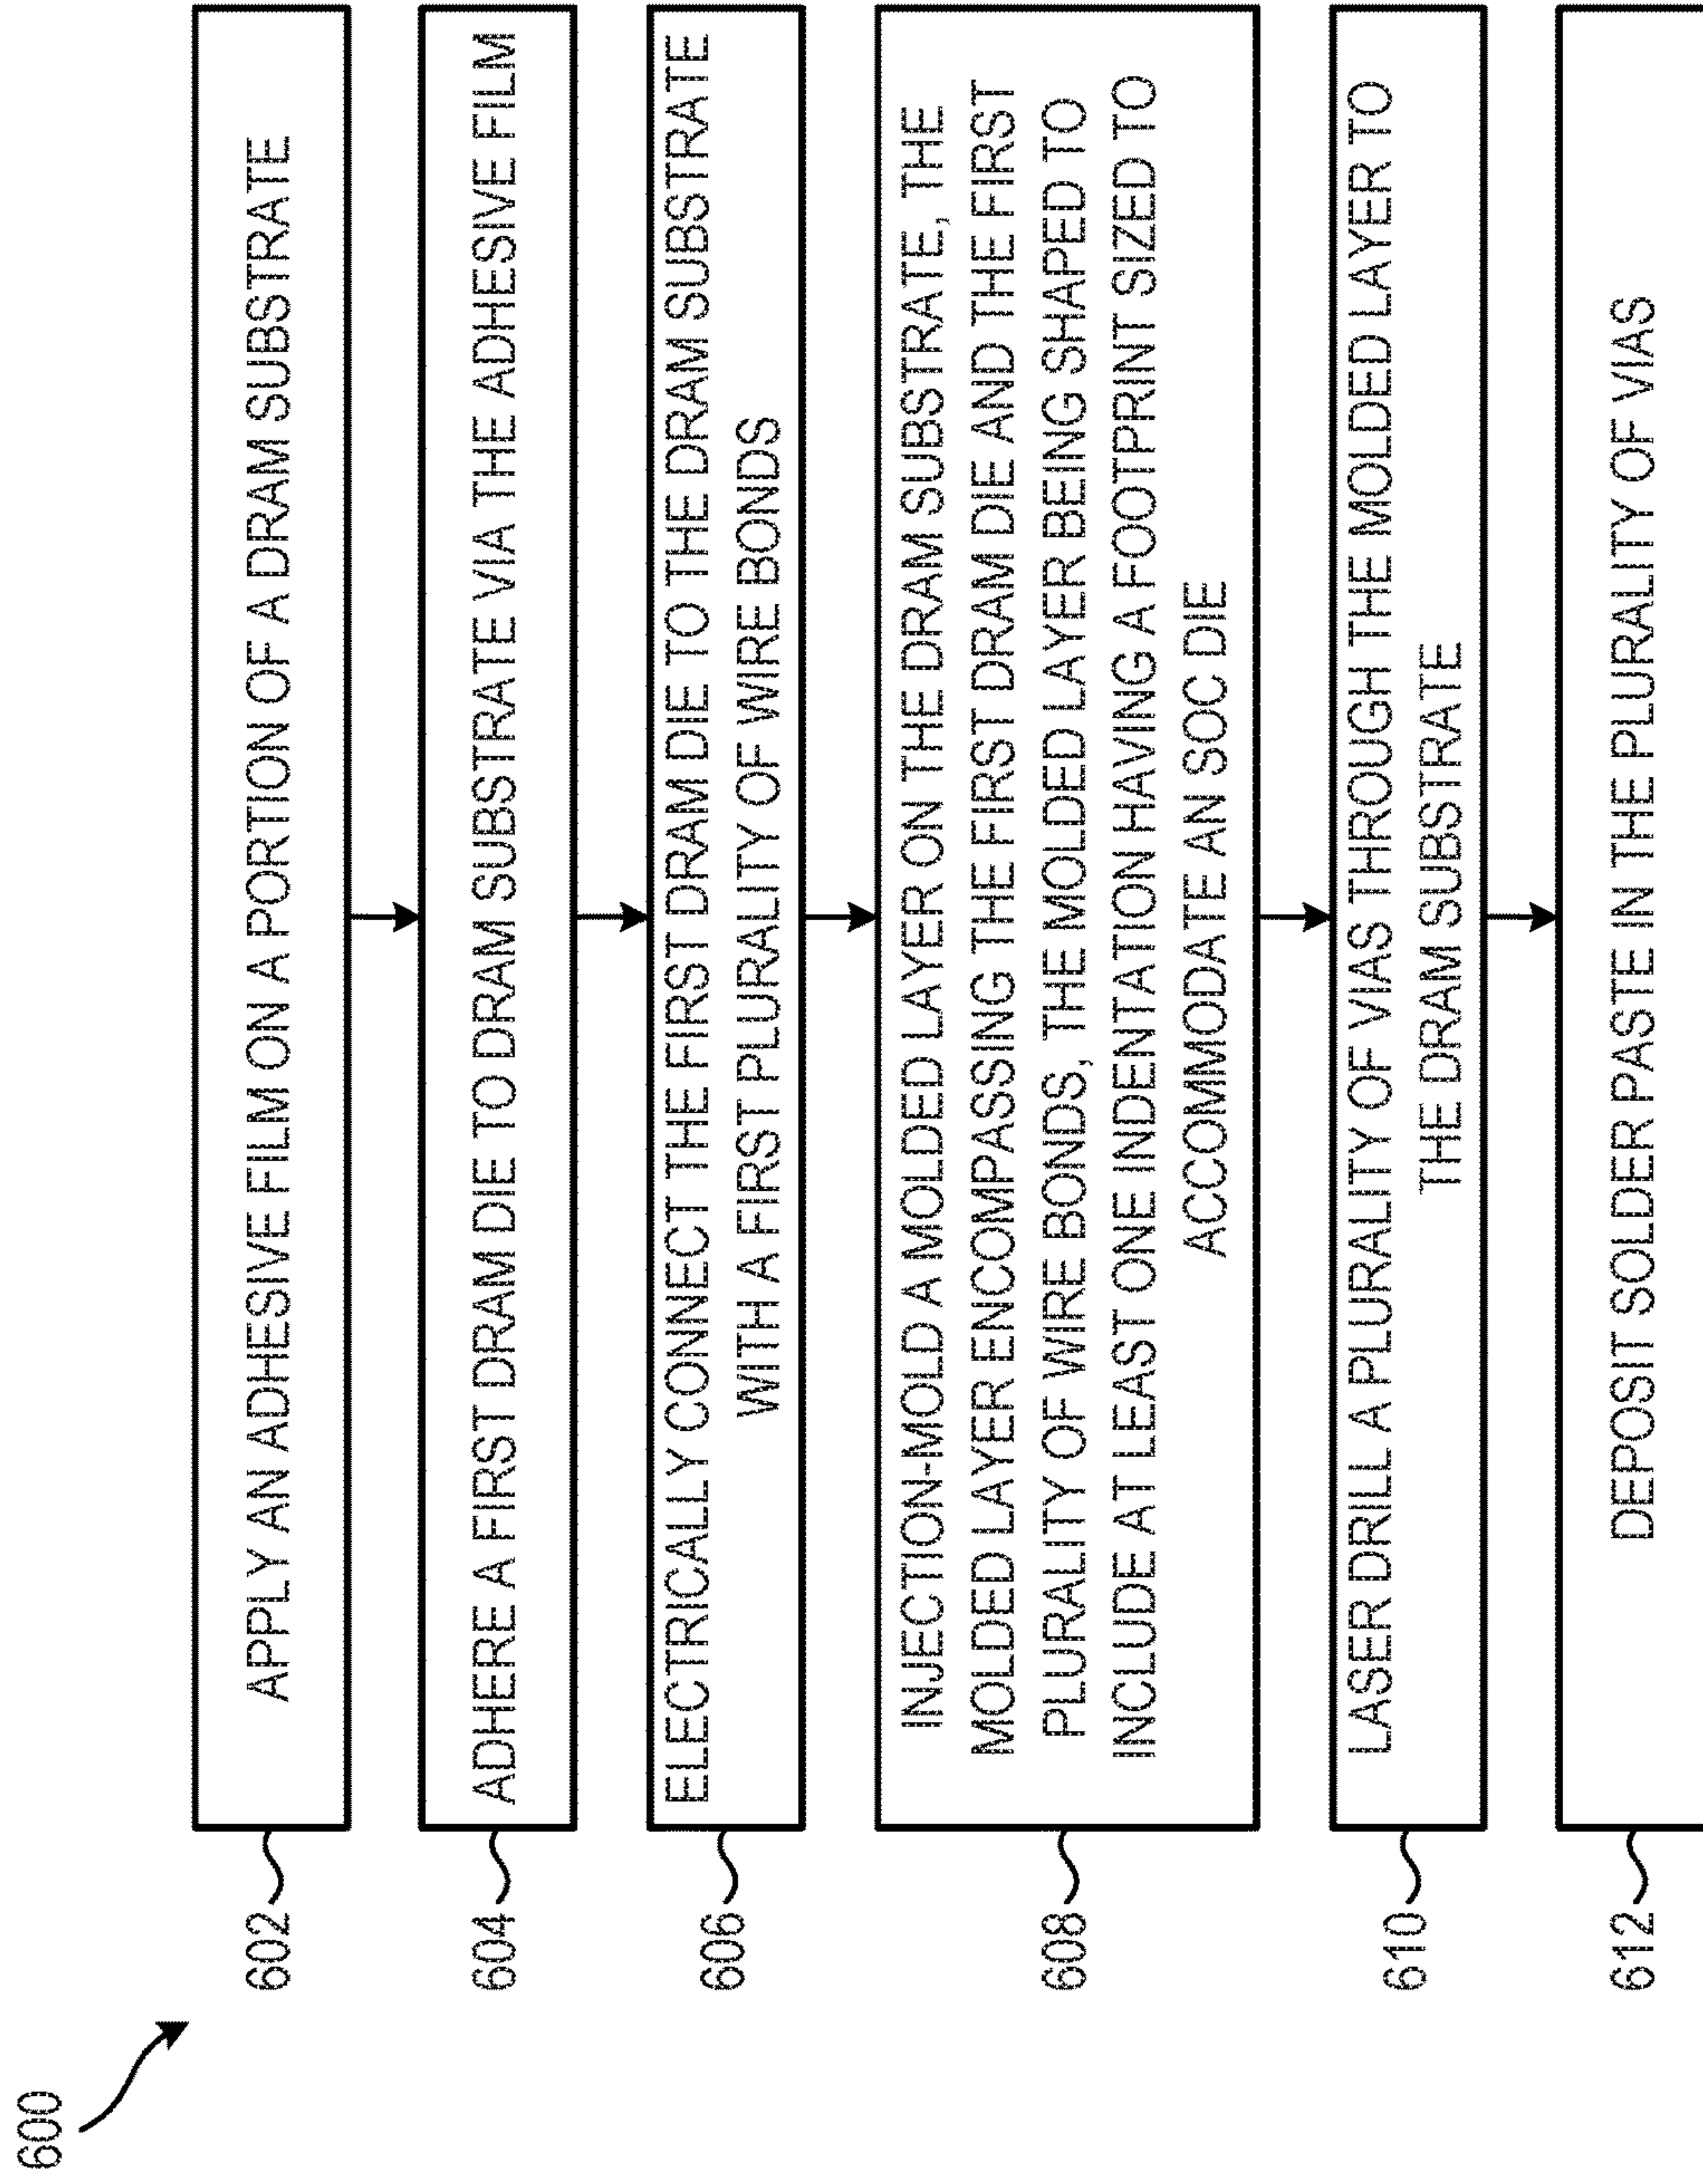 600
602
APPLY AN ADHESIVE FILM ON A PORTION OF A DRAM SUBSTRATE
604
ADHERE A FIRST DRAM DIE TO DRAM SUBSTRATE VIA THE ADHESIVE FILM
606
ELECTRICALLY CONNECT THE FIRST DRAM DIE TO THE DRAM SUBSTRATE
WITH A FIRST PLURALITY OF WIRE BONDS
608
INJECTION-MOLD A MOLDED LAYER ON THE DRAM SUBSTRATE, THE
MOLDED LAYER ENCOMPASSING THE FIRST DRAM DIE AND THE FIRST
PLURALITY OF WIRE BONDS, THE MOLDED LAYER BEING SHAPED TO
INCLUDE AT LEAST ONE INDENTATION HAVING A FOOTPRINT SIZED TO
ACCOMMODATE AN SOC DIE
610
LASER DRILL A PLURALITY OF VIAS THROUGH THE MOLDED LAYER TO
THE DRAM SUBSTRATE
612
DEPOSIT SOLDER PASTE IN THE PLURALITY OF VIAS